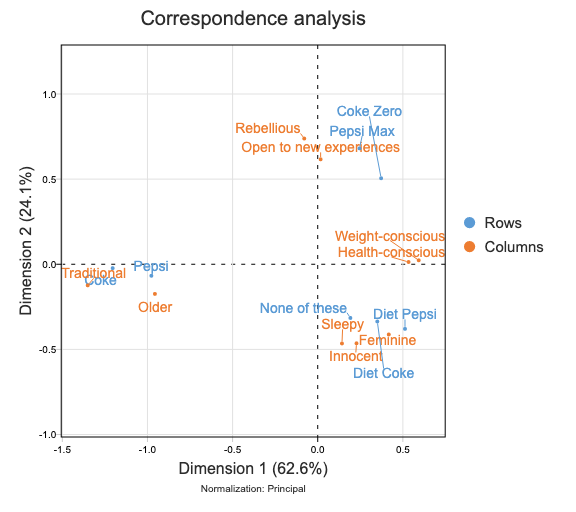 Correspondence analysis
1.0
0.5
0.0
-0.5
-1.0
Dimension 2 (24.1%)
Coke Zero
Rebellious
Pepsi Max
Open to new experiences
Weight-conscious
Health-conscious
Traditional
Pepsi
Coke
Older
None of these
Diet Pepsi
Sleepy
Feminine
Innocent
Diet Coke
Rows
Columns
-1.5
-1.0
-0.5
0.0
0.5
Dimension 1 (62.6%)
Normalization: Principal